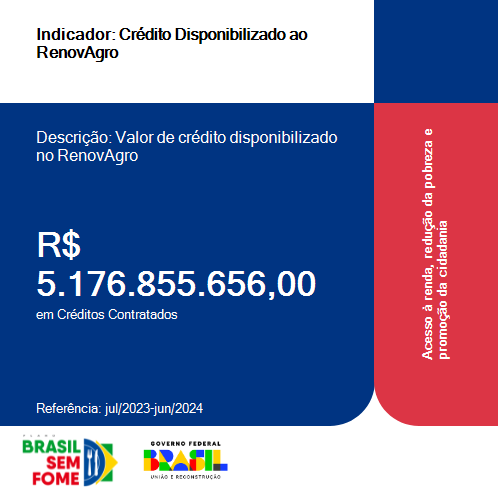 Indicador: Crédito Disponibilizado ao
RenovAgro
Descrição: Valor de crédito disponibilizado
no RenovAgro
R$
5.176.855.656,00
em Créditos Contratados
Referência: jul/2023-jun/2024
Acesso à renda, redução da pobreza e
promoção da cidadania
PLANO
BRASIL
SEM
FOME
GOVERNO FEDERAL
BRASIL
UNIÃO E RECONSTRUÇÃO